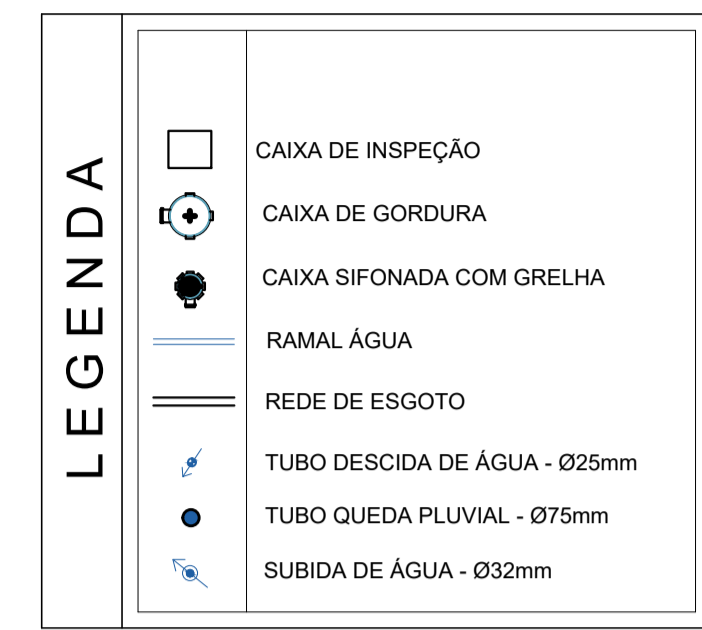 LEGENDA
CAIXA DE INSPEÇÃO
CAIXA DE GORDURA
CAIXA SIFONADA COM GRELHA
RAMAL ÁGUA
REDE DE ESGOTO
TUBO DESCIDA DE ÁGUA - Ø25mm
TUBO QUEDA PLUVIAL - Ø75mm
SUBIDA DE ÁGUA - Ø32mm